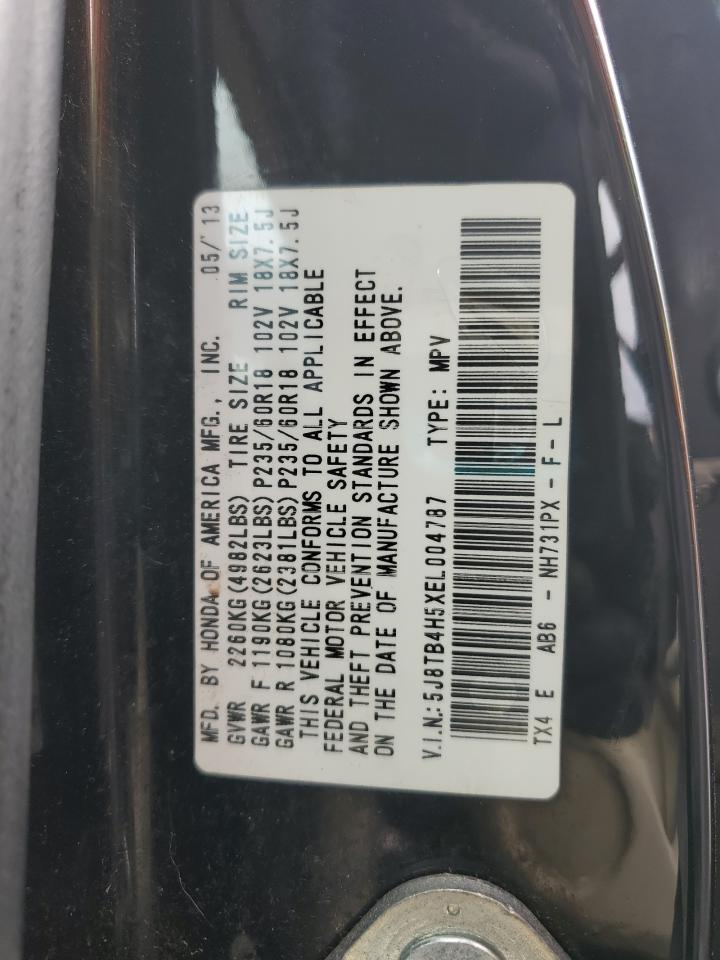 MFD. BY HONDA OF AMERICA MFG., INC. 05/'13
GVWR 2260KG(4982LBS) TIRE SIZE RIM SIZE
GAWR F 1190KG(2623LBS)P235/60R18 102V 18X7.5J
GAWR R 1080KG(2381LBS)P235/60R18 102V 18X7.5J
THIS VEHICLE CONFORMS TO ALL APPLICABLE
FEDERAL MOTOR VEHICLE SAFETY
AND THEFT PREVENTION STANDARDS IN EFFECT
ON THE DATE OF MANUFACTURE SHOWN ABOVE.
V.I.N.: 5J8TB4H5XEL004787 TYPE: MPV
TX4 E AB6 - NH731PX - F - L